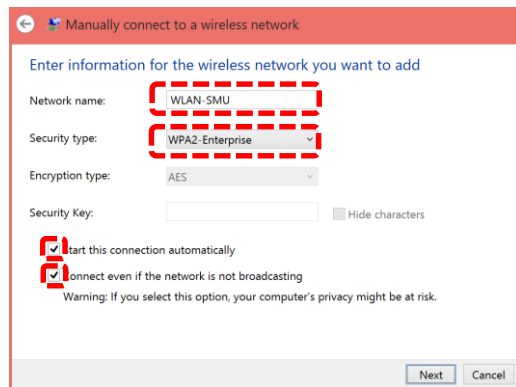 Manually connect to a wireless network
Enter information for the wireless network you want to add
Network name: WLAN-SMU
Security type: WPA2-Enterprise
Encryption type: AES
Security Key: Hide characters
Start this connection automatically
Connect even if the network is not broadcasting
Warning: If you select this option, your computer's privacy might be at risk.
Next Cancel